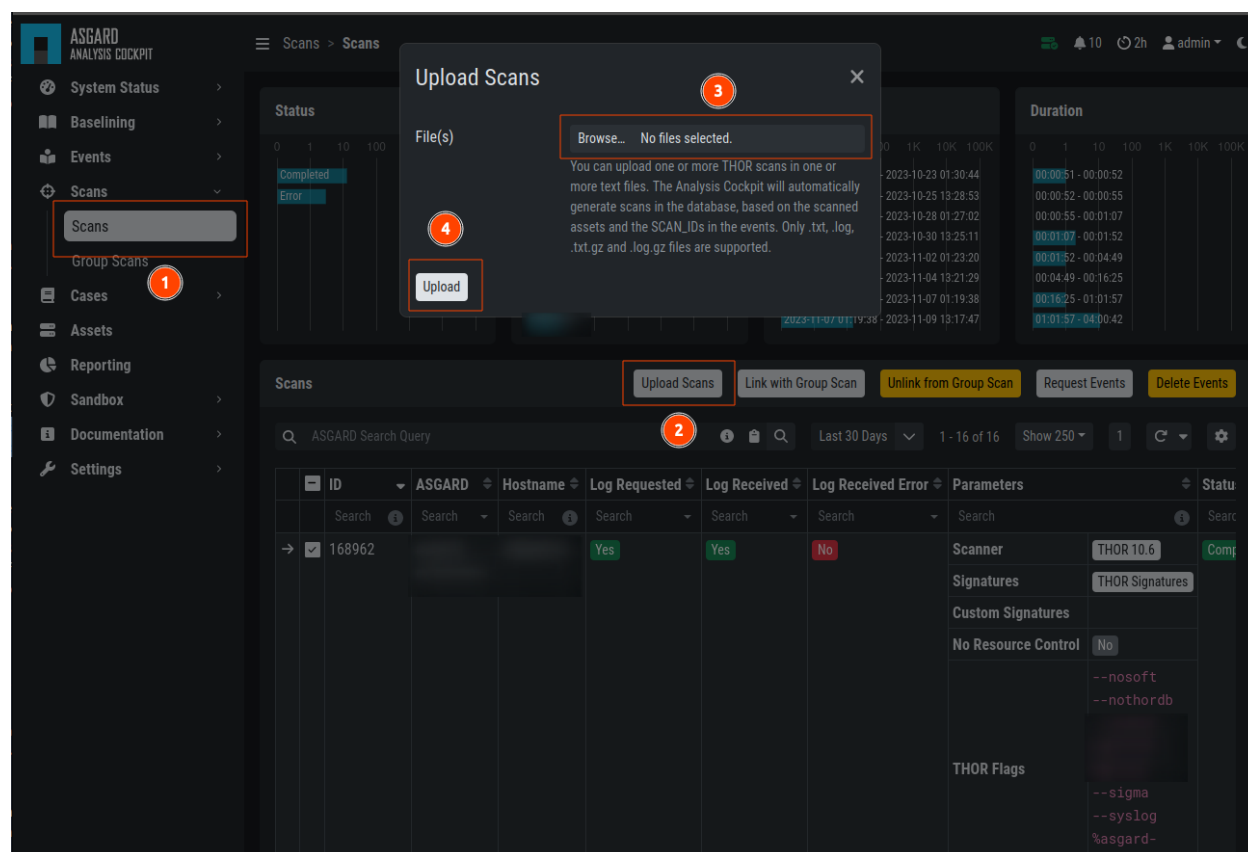 ASGARD
ANALYSIS COCKPIT
Scans > Scans
10
2h
admin
System Status
Baselining
Events
Scans
Scans
Group Scans
1
Cases
Assets
Reporting
Sandbox
Documentation
Settings
Upload Scans
3
File(s)
Browse... No files selected.
You can upload one or more THOR scans in one or
more text files. The Analysis Cockpit will automatically
generate scans in the database, based on the scanned
assets and the SCAN_IDs in the events. Only .txt, .log,
.txt.gz and .log.gz files are supported.
4
Upload
Status
0 1 10 100
Completed
Error
1K 10K 100K
- 2023-10-23 01:30:44
- 2023-10-25 13:28:53
- 2023-10-28 01:27:02
- 2023-10-30 13:25:11
- 2023-11-02 01:23:20
- 2023-11-04 13:21:29
- 2023-11-07 01:19:38
2023-11-07 01:19:38 - 2023-11-09 13:17:47
Duration
0 1 10 100 1K 10K 100K
00:00:51 - 00:00:52
00:00:52 - 00:00:55
00:00:55 - 00:01:07
00:01:07 - 00:01:52
00:01:52 - 00:04:49
00:04:49 - 00:16:25
00:16:25 - 01:01:57
01:01:57 - 04:00:42
Scans
Upload Scans
Link with Group Scan
Unlink from Group Scan
Request Events
Delete Events
2
ASGARD Search Query
Last 30 Days
1 - 16 of 16
Show 250
1
ID ASGARD Hostname Log Requested Log Received Log Received Error Parameters
Search Search Search Search Search Search Search
168962 Yes Yes No
Scanner THOR 10.6
Signatures THOR Signatures
Custom Signatures
No Resource Control No
THOR Flags
--nosoft
--nothordb
--sigma
--syslog
%asgard-